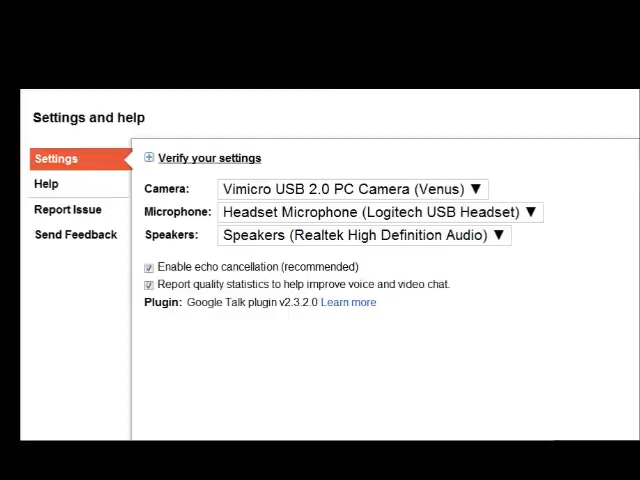 Settings and help
Settings
Verify your settings
Camera: Vimicro USB 2.0 PC Camera (Venus) ▼
Help
Microphone: Headset Microphone (Logitech USB Headset) ▼
Report Issue
Speakers: Speakers (Realtek High Definition Audio) ▼
Send Feedback
Enable echo cancellation (recommended)
Report quality statistics to help improve voice and video chat.
Plugin: Google Talk plugin v2.3.2.0 Learn more